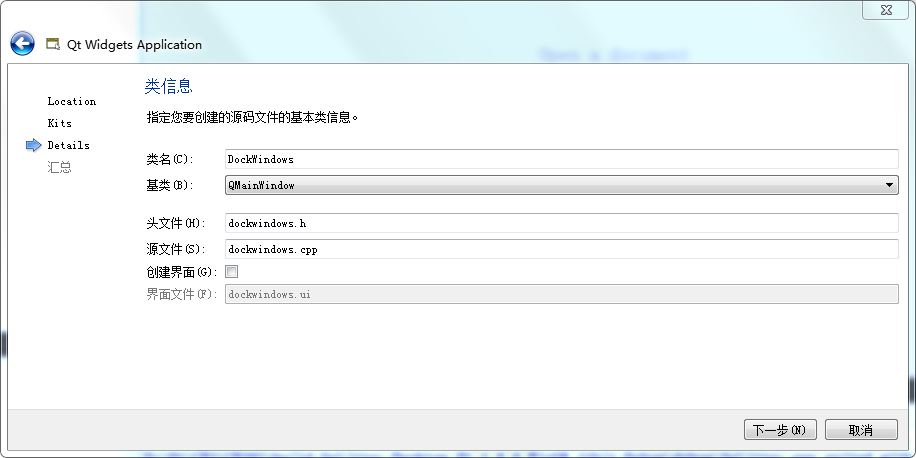 Open a document
Qt Widgets Application
类信息
Location
Kits
Details
汇总
指定您要创建的源码文件的基本类信息。
类名(C): DockWindows
基类(B): QMainWindow
头文件(H): dockwindows.h
源文件(S): dockwindows.cpp
创建界面(G):
界面文件(F): dockwindows.ui
下一步(N) 取消